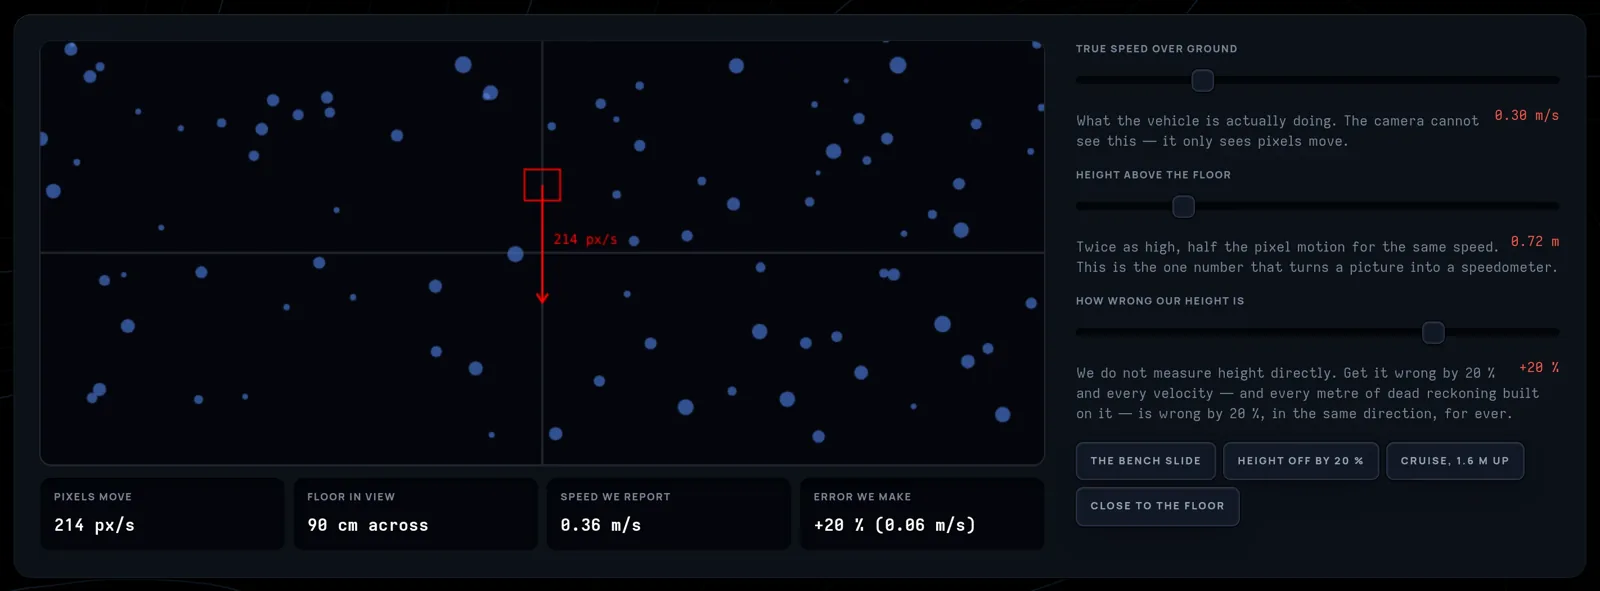 TRUE SPEED OVER GROUND
What the vehicle is actually doing. The camera cannot see this — it only sees pixels move.
0.30 m/s
HEIGHT ABOVE THE FLOOR
Twice as high, half the pixel motion for the same speed.
0.72 m
This is the one number that turns a picture into a speedometer.
HOW WRONG OUR HEIGHT IS
We do not measure height directly. Get it wrong by 20 %
+20 %
and every velocity — and every metre of dead reckoning built
on it — is wrong by 20 %, in the same direction, for ever.
THE BENCH SLIDE
HEIGHT OFF BY 20 %
CRUISE, 1.6 M UP
CLOSE TO THE FLOOR
214 px/s
PIXELS MOVE
214 px/s
FLOOR IN VIEW
90 cm across
SPEED WE REPORT
0.36 m/s
ERROR WE MAKE
+20 % (0.06 m/s)